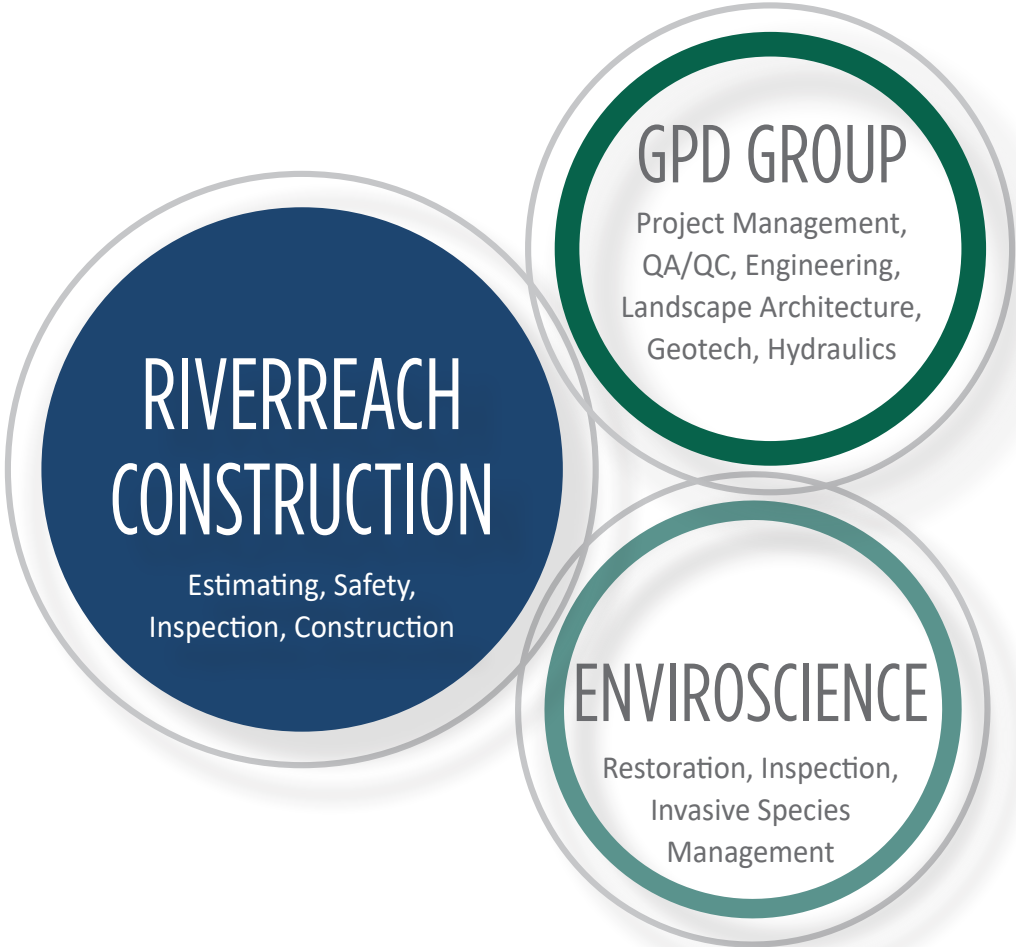 GPD GROUP
Project Management,
QA/QC, Engineering,
Landscape Architecture,
Geotech, Hydraulics
RIVERREACH
CONSTRUCTION
Estimating, Safety,
Inspection, Construction
ENVIROSCIENCE
Restoration, Inspection,
Invasive Species
Management